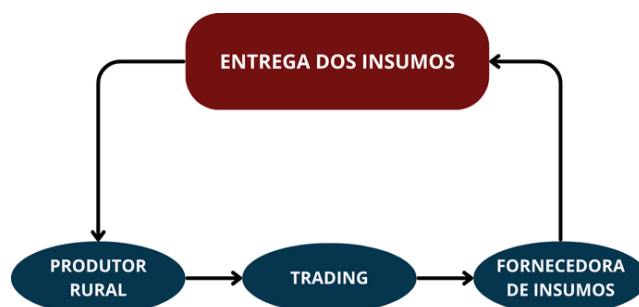 ENTREGA DOS INSUMOS
PRODUTOR
RURAL
TRADING
FORNECEDORA
DE INSUMOS